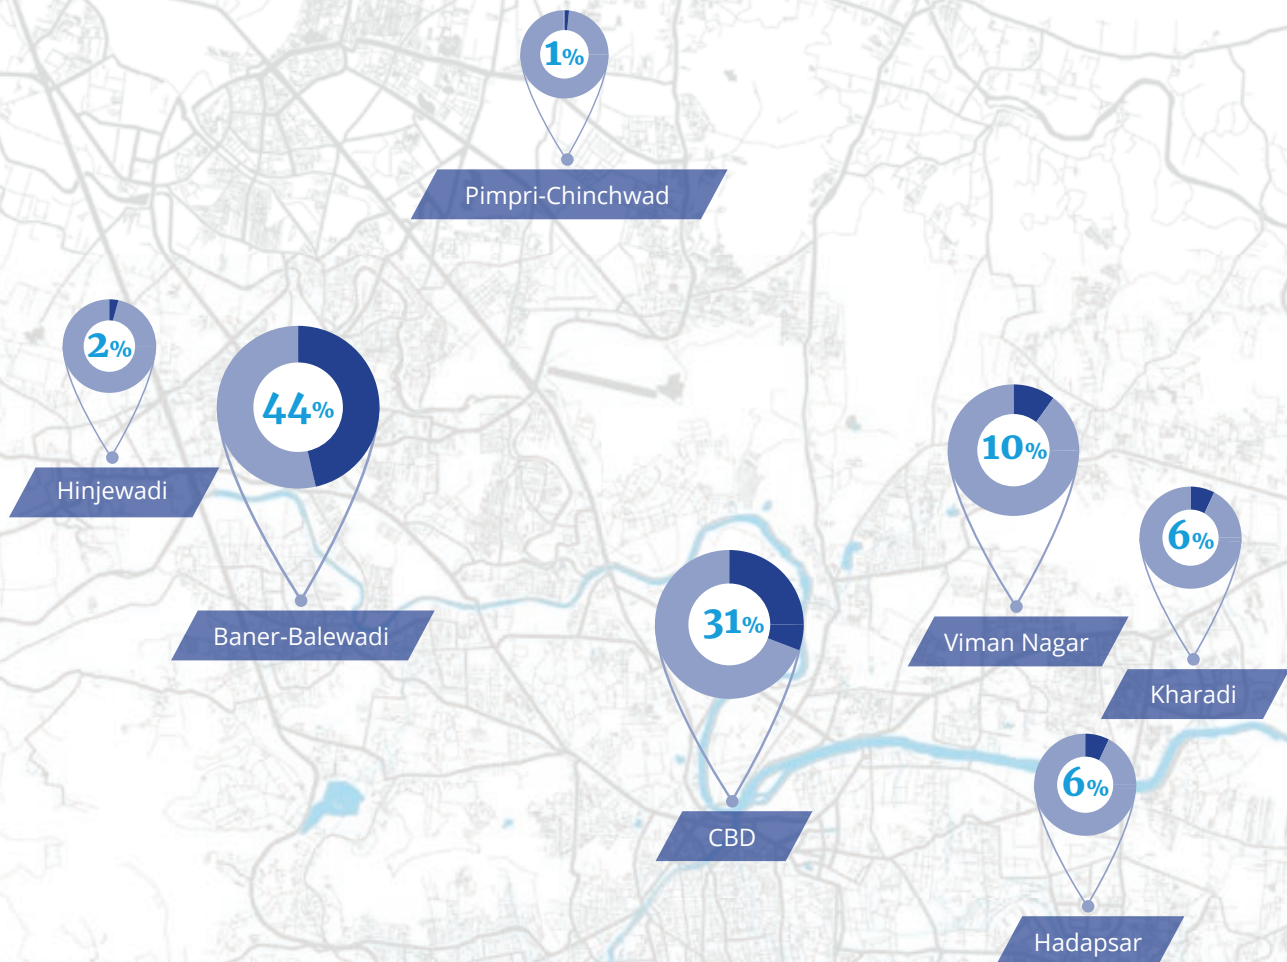 1%
Pimpri-Chinchwad
2%
Hinjewadi
44%
Baner-Balewadi
10%
Viman Nagar
6%
Kharadi
31%
CBD
6%
Hadapsar